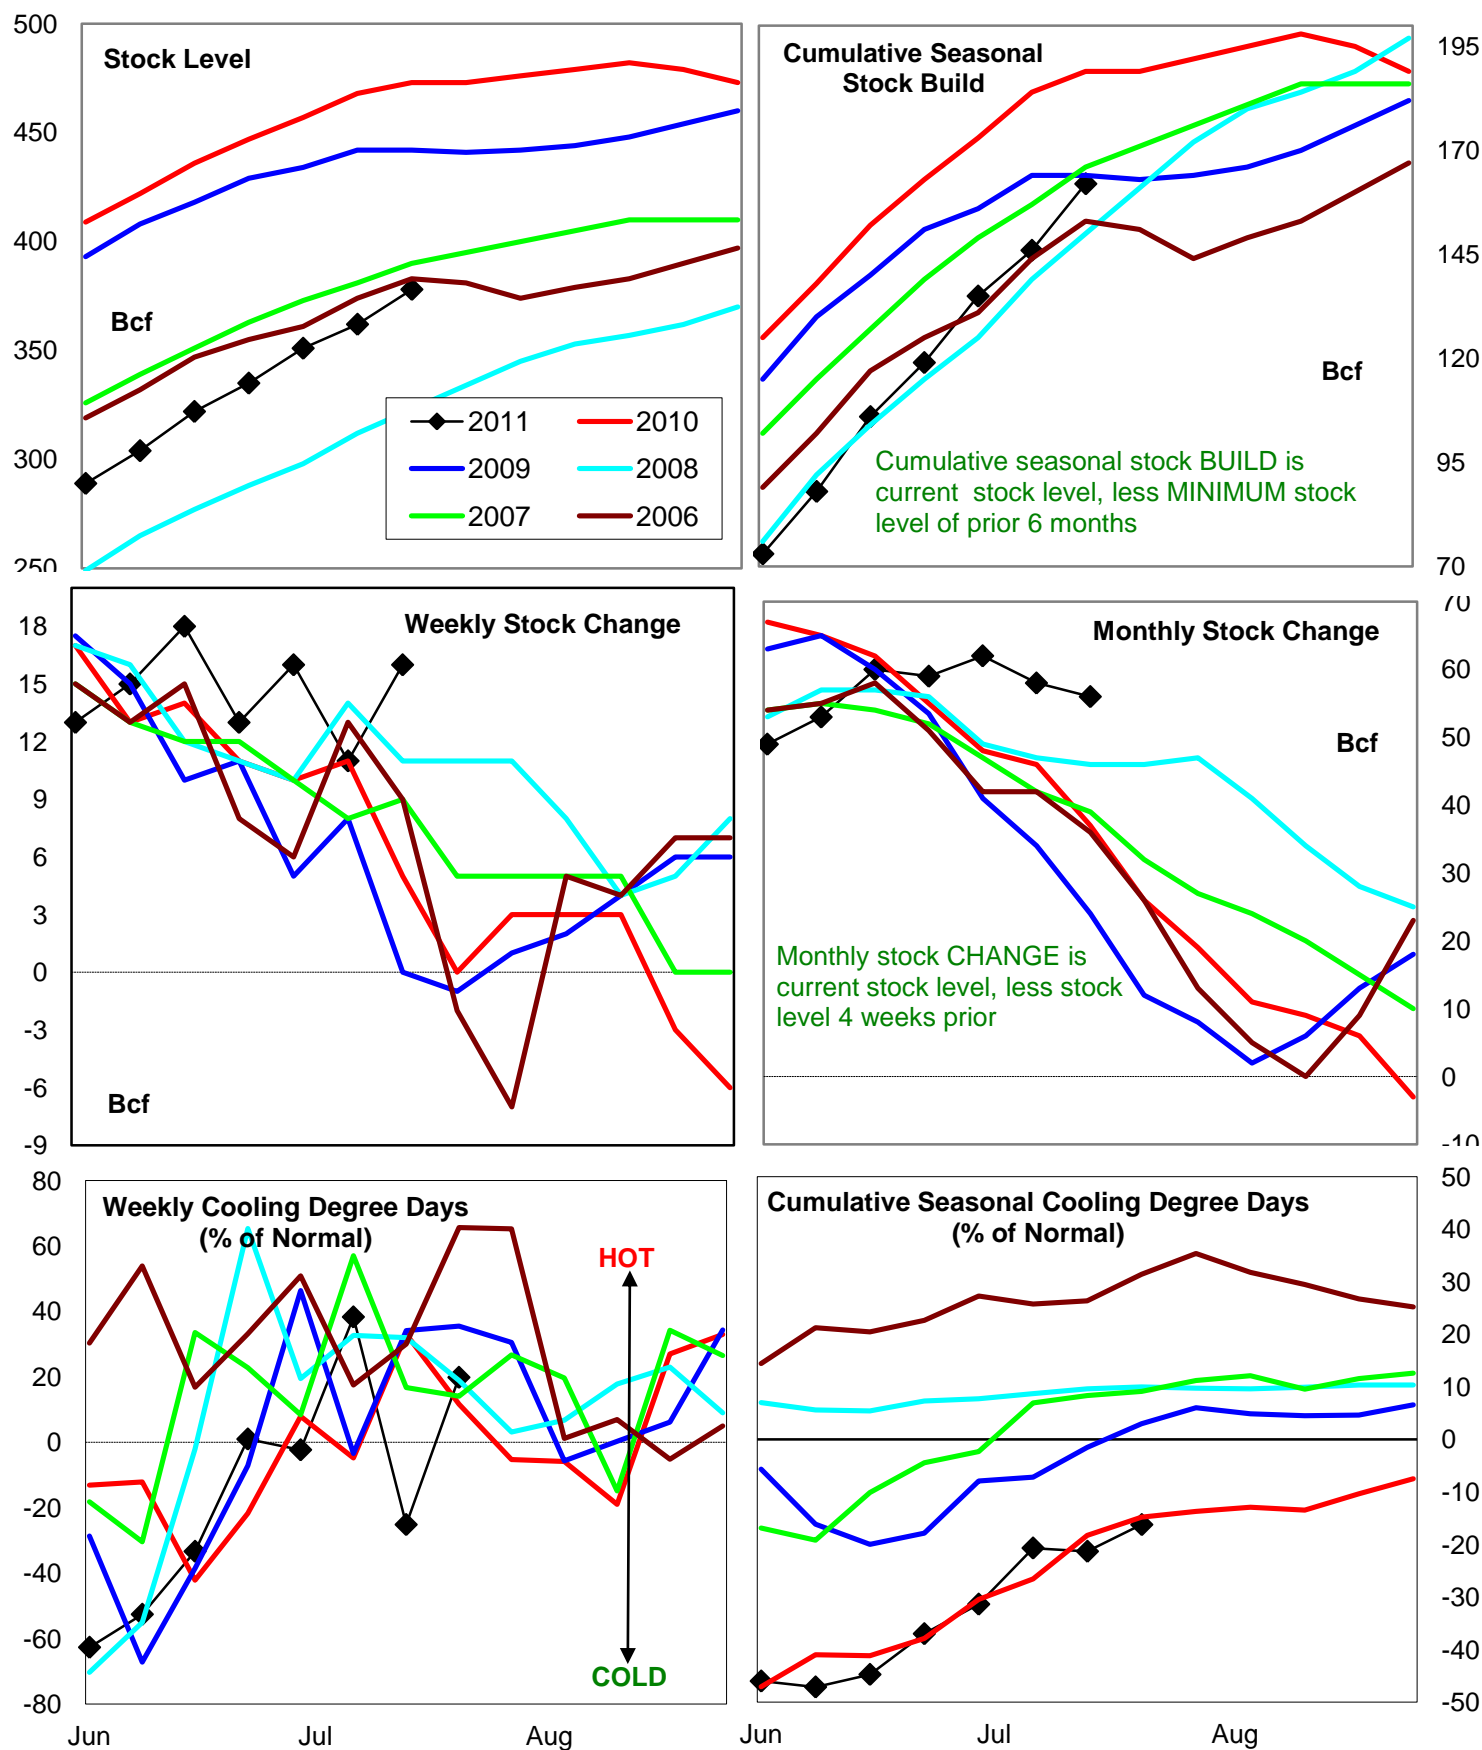 500
450
400
350
300
250
Stock Level
Bcf
2011
2010
2009
2008
2007
2006
Cumulative Seasonal
Stock Build
Bcf
Cumulative seasonal stock BUILD is
current stock level, less MINIMUM stock
level of prior 6 months
195
170
145
120
95
70
18
15
12
9
6
3
0
-3
-6
-9
Weekly Stock Change
Bcf
Monthly Stock Change
Bcf
Monthly stock CHANGE is
current stock level, less stock
level 4 weeks prior
70
60
50
40
30
20
10
0
-10
80
60
40
20
0
-20
-40
-60
-80
Weekly Cooling Degree Days
(% of Normal)
HOT
COLD
Jun
Jul
Aug
Cumulative Seasonal Cooling Degree Days
(% of Normal)
50
40
30
20
10
0
-10
-20
-30
-40
-50
Jun
Jul
Aug